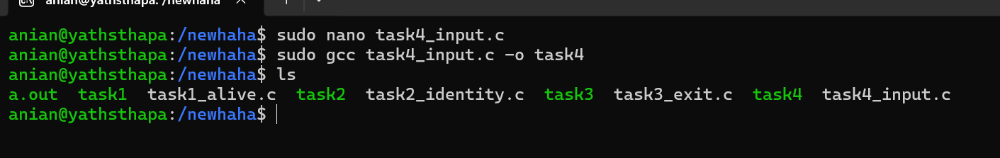 anian@yathsthapa: /newhaha
anian@yathsthapa:/newhaha$ sudo nano task4_input.c
anian@yathsthapa:/newhaha$ sudo gcc task4_input.c -o task4
anian@yathsthapa:/newhaha$ ls
a.out  task1  task1_alive.c  task2  task2_identity.c  task3  task3_exit.c  task4  task4_input.c
anian@yathsthapa:/newhaha$